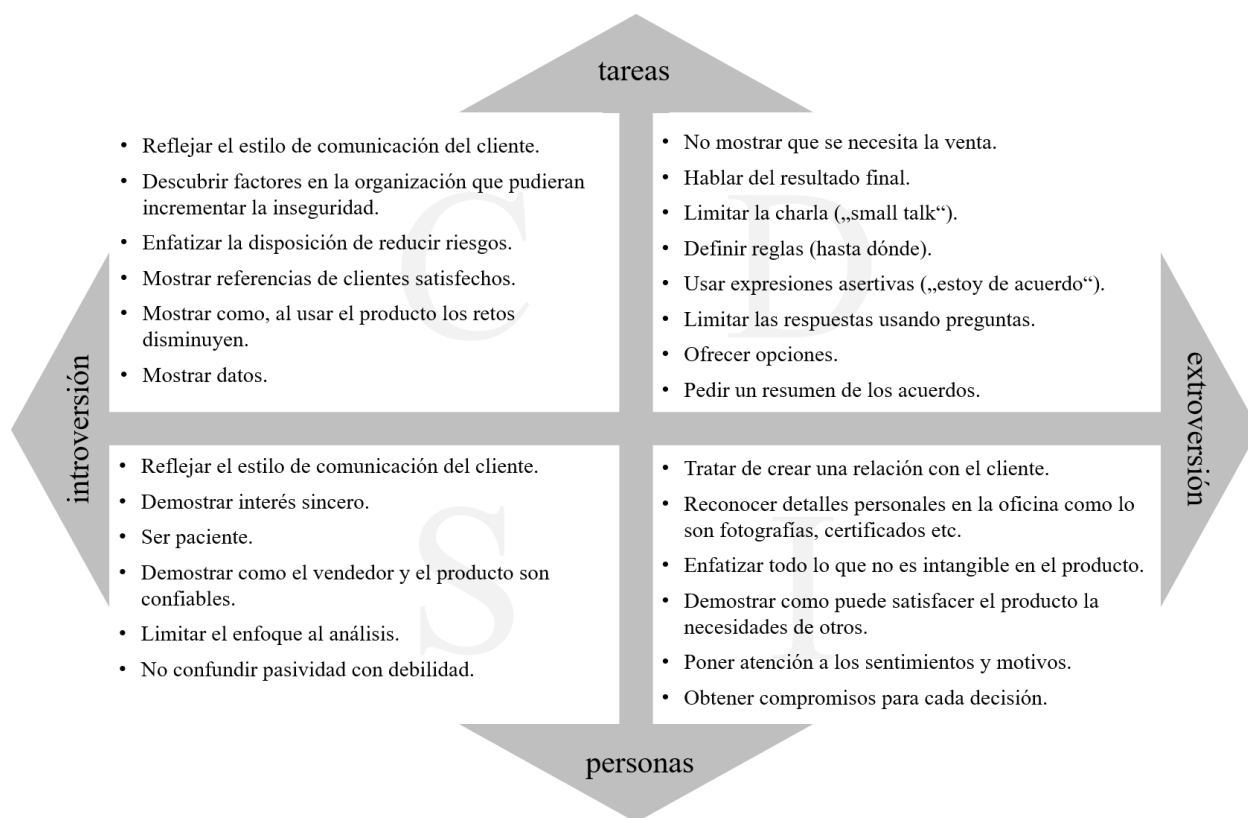 tareas
• Reflejar el estilo de comunicación del cliente.
• Descubrir factores en la organización que pudieran
incrementar la inseguridad.
• Enfatizar la disposición de reducir riesgos.
• Mostrar referencias de clientes satisfechos.
• Mostrar como, al usar el producto los retos
disminuyen.
• Mostrar datos.
C
• No mostrar que se necesita la venta.
• Hablar del resultado final.
• Limitar la charla („small talk“).
• Definir reglas (hasta dónde).
• Usar expresiones asertivas („estoy de acuerdo“).
• Limitar las respuestas usando preguntas.
• Ofrecer opciones.
• Pedir un resumen de los acuerdos.
D
introversión
extroversión
• Reflejar el estilo de comunicación del cliente.
• Demostrar interés sincero.
• Ser paciente.
• Demostrar como el vendedor y el producto son
confiables.
• Limitar el enfoque al análisis.
• No confundir pasividad con debilidad.
S
• Tratar de crear una relación con el cliente.
• Reconocer detalles personales en la oficina como lo
son fotografías, certificados etc.
• Enfatizar todo lo que no es intangible en el producto.
• Demostrar como puede satisfacer el producto la
necesidades de otros.
• Poner atención a los sentimientos y motivos.
• Obtener compromisos para cada decisión.
I
personas